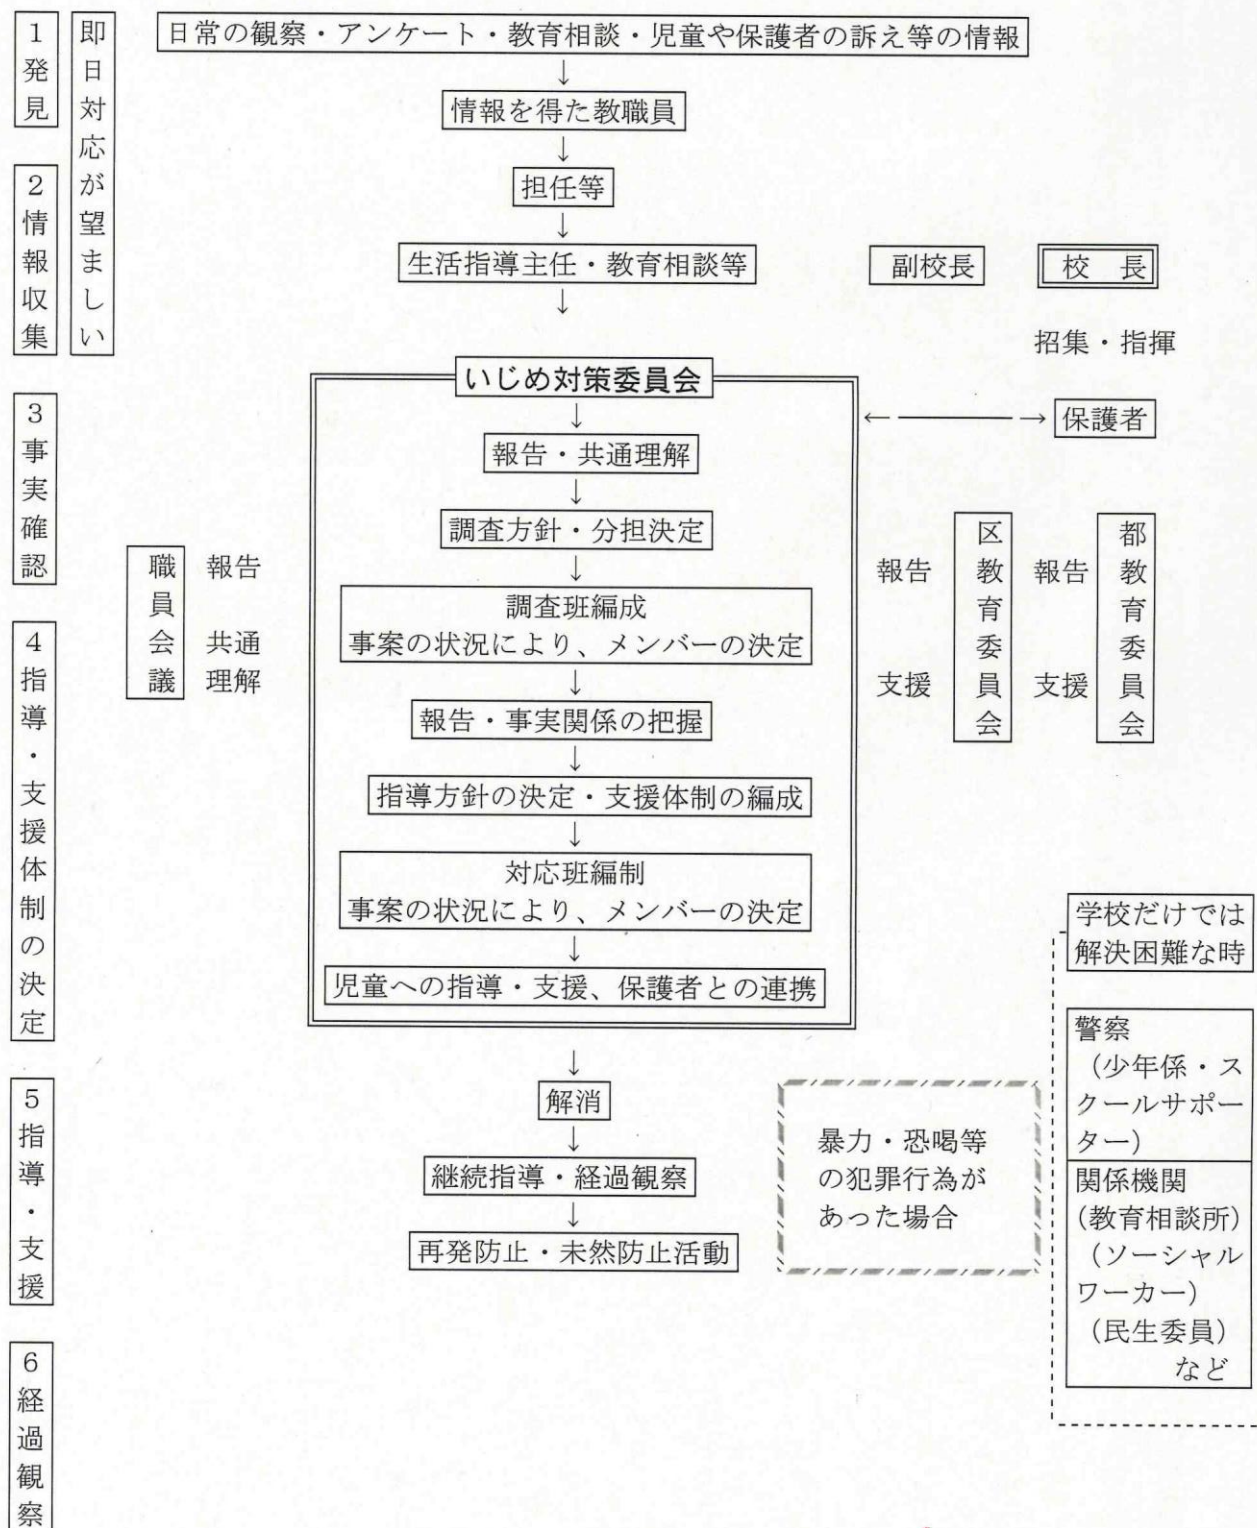 1発見
即日対応が望ましい
日常の観察・アンケート・教育相談・児童や保護者の訴え等の情報
↓
情報を得た教職員
↓
2情報収集
担任等
↓
生活指導主任・教育相談等
副校長
校　長
↓
招集・指揮
いじめ対策委員会
3事実確認
←――→
保護者
↓
報告・共通理解
↓
調査方針・分担決定
職員会議
報告
共通
理解
↓
調査班編成
事案の状況により、メンバーの決定
報告
支援
区教育委員会
報告
支援
都教育委員会
4指導・支援体制の決定
↓
報告・事実関係の把握
↓
指導方針の決定・支援体制の編成
↓
対応班編制
事案の状況により、メンバーの決定
↓
児童への指導・支援、保護者との連携
学校だけでは
解決困難な時
↓
解消
5指導・支援
↓
継続指導・経過観察
↓
再発防止・未然防止活動
暴力・恐喝等
の犯罪行為が
あった場合
警察
（少年係・ス
クールサポー
ター）
関係機関
（教育相談所）
（ソーシャル
ワーカー）
（民生委員）
など
6経過観察